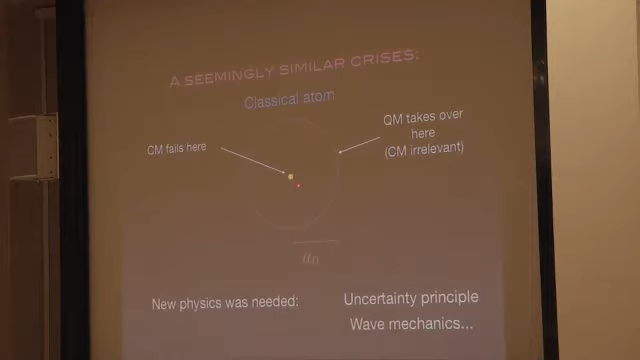 A SEEMINGLY SIMILAR CRISES:
Classical atom
CM fails here
QM takes over
here
(CM irrelevant)
a₀
New physics was needed:
Uncertainty principle
Wave mechanics...